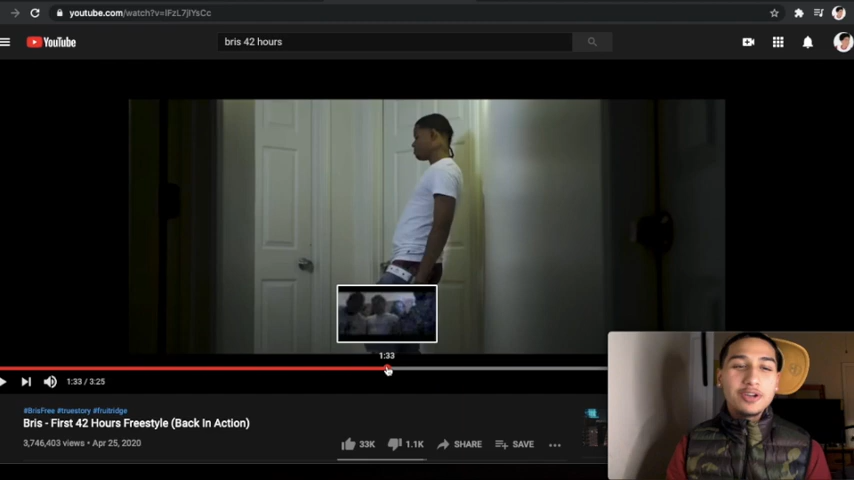 youtube.com/watch?v=IFzL7jIYsCc
YouTube
bris 42 hours
1:33
1:33 / 3:25
#BrisFree #truestory #fruitridge
Bris - First 42 Hours Freestyle (Back In Action)
3,746,403 views • Apr 25, 2020
33K
1.1K
SHARE
SAVE